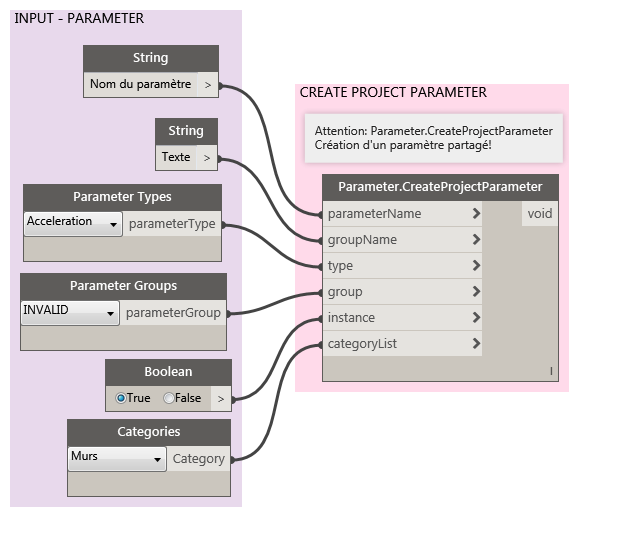 INPUT - PARAMETER
String
Nom du paramètre >
String
Texte >
Parameter Types
Acceleration parameterType
Parameter Groups
INVALID parameterGroup
Boolean
True False >
Categories
Murs Category
CREATE PROJECT PARAMETER
Attention: Parameter.CreateProjectParameter
Création d'un paramètre partagé!
Parameter.CreateProjectParameter
parameterName void
groupName
type
group
instance
categoryList
l